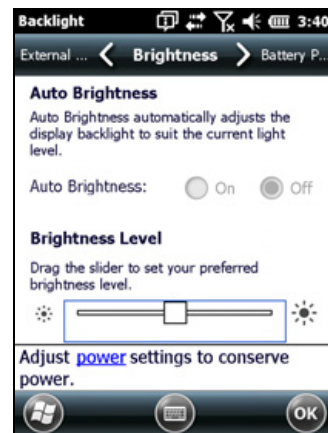 Backlight 3:40
External ... Brightness Battery P...
Auto Brightness
Auto Brightness automatically adjusts the
display backlight to suit the current light
level.
Auto Brightness: On Off
Brightness Level
Drag the slider to set your preferred
brightness level.
Adjust power settings to conserve
power.
OK